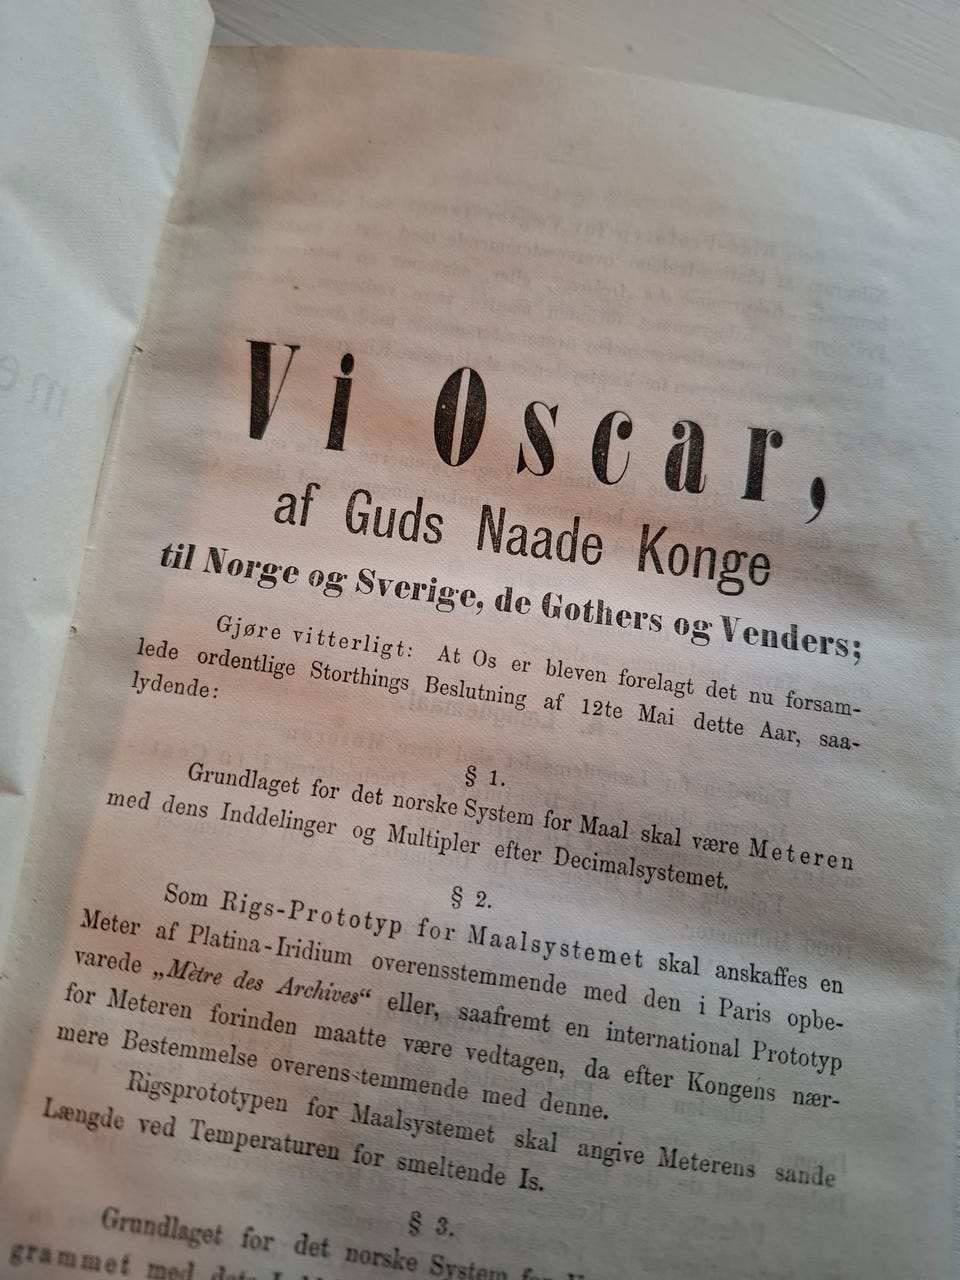 Vi Oscar,
af Guds Naade Konge
til Norge og Sverige, de Gothers og Venders;
Gjøre vitterligt: At Os er bleven forelagt det nu forsam-
lede ordentlige Storthings Beslutning af 12te Mai dette Aar, saa-
lydende:
§ 1.
Grundlaget for det norske System for Maal skal være Meteren
med dens Inddelinger og Multipler efter Decimalsystemet.
§ 2.
Som Rigs-Prototyp for Maalsystemet skal anskaffes en
Meter af Platina-Iridium overensstemmende med den i Paris opbe-
varede „Mètre des Archives“ eller, saafremt en international Prototyp
for Meteren forinden maatte være vedtagen, da efter Kongens nær-
mere Bestemmelse overensstemmende med denne.
Rigsprototypen for Maalsystemet skal angive Meterens sande
Længde ved Temperaturen for smeltende Is.
§ 3.
Grundlaget for det norske System for
grammet med dets